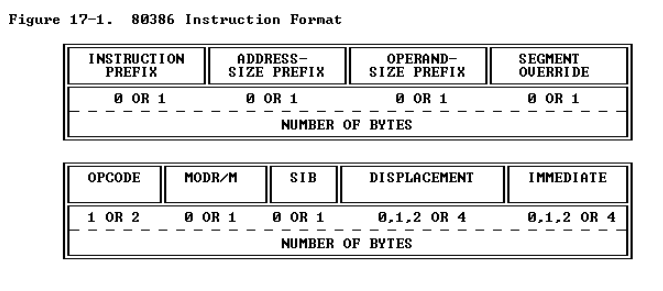 Figure 17-1. 80386 Instruction Format
INSTRUCTION ADDRESS- OPERAND- SEGMENT
PREFIX SIZE PREFIX SIZE PREFIX OVERRIDE
0 OR 1 0 OR 1 0 OR 1 0 OR 1
NUMBER OF BYTES
OPCODE MODR/M SIB DISPLACEMENT IMMEDIATE
1 OR 2 0 OR 1 0 OR 1 0,1,2 OR 4 0,1,2 OR 4
NUMBER OF BYTES